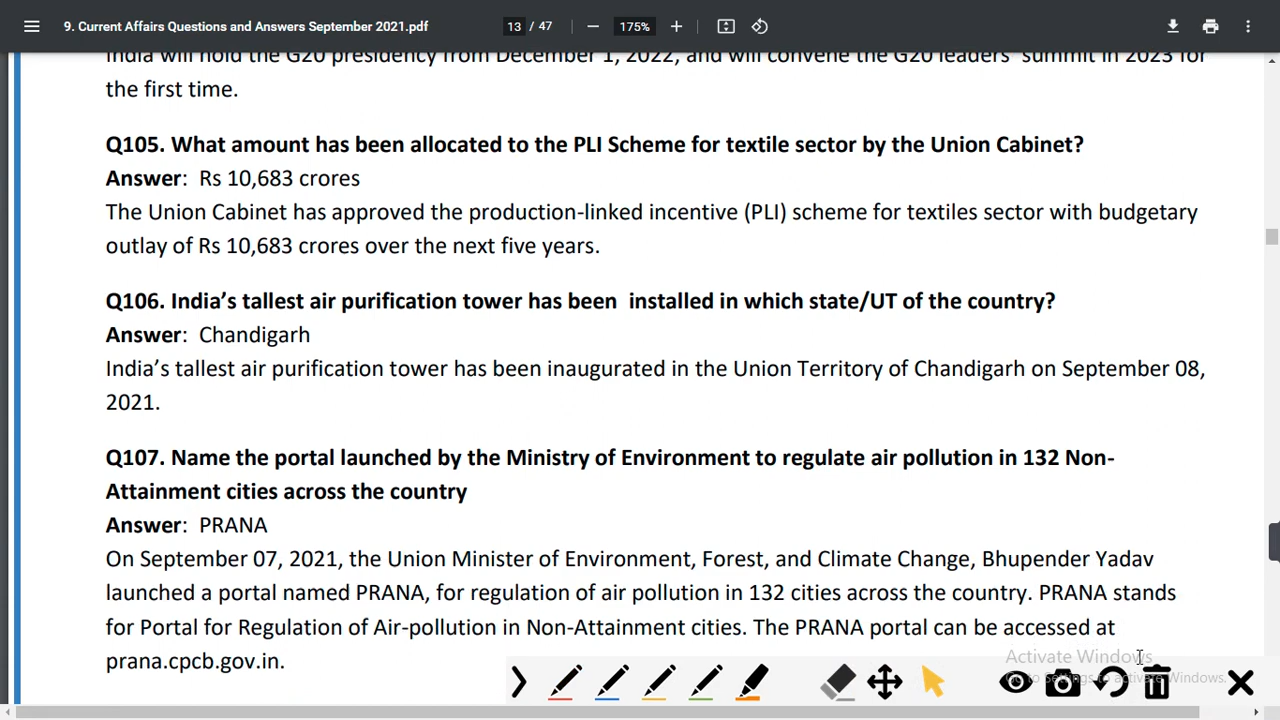 9. Current Affairs Questions and Answers September 2021.pdf
13 / 47
175%
India will hold the G20 presidency from December 1, 2022, and will convene the G20 leaders' summit in 2023 for
the first time.
Q105. What amount has been allocated to the PLI Scheme for textile sector by the Union Cabinet?
Answer: Rs 10,683 crores
The Union Cabinet has approved the production-linked incentive (PLI) scheme for textiles sector with budgetary
outlay of Rs 10,683 crores over the next five years.
Q106. India's tallest air purification tower has been installed in which state/UT of the country?
Answer: Chandigarh
India's tallest air purification tower has been inaugurated in the Union Territory of Chandigarh on September 08,
2021.
Q107. Name the portal launched by the Ministry of Environment to regulate air pollution in 132 Non-
Attainment cities across the country
Answer: PRANA
On September 07, 2021, the Union Minister of Environment, Forest, and Climate Change, Bhupender Yadav
launched a portal named PRANA, for regulation of air pollution in 132 cities across the country. PRANA stands
for Portal for Regulation of Air-pollution in Non-Attainment cities. The PRANA portal can be accessed at
prana.cpcb.gov.in.
Activate Windows
Go to Settings to activate Windows.